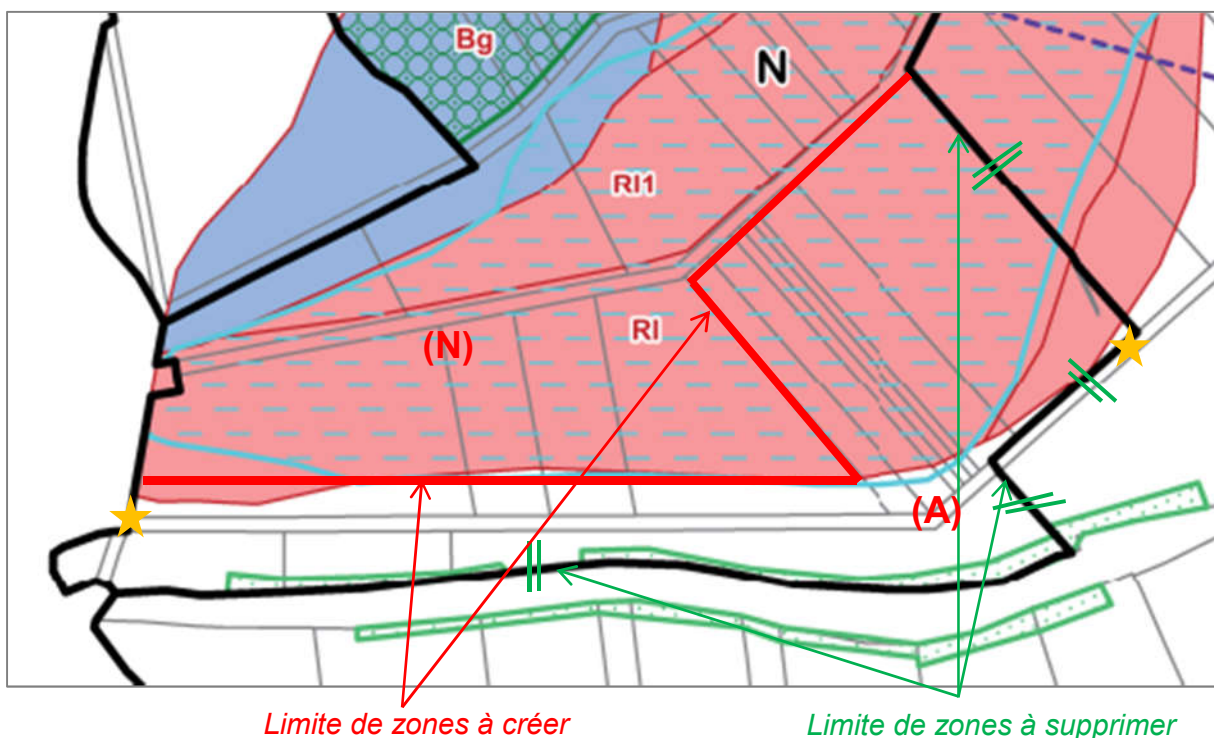 Bg
N
RI1
RI
(N)
(A)
Limite de zones à créer
Limite de zones à supprimer